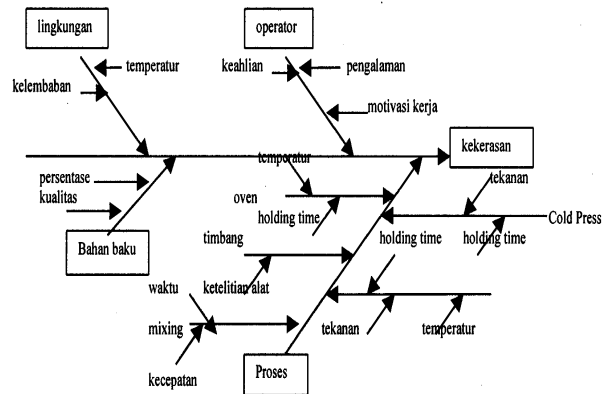 lingkungan
operator
temperatur
keahlian
pengalaman
kelembaban
motivasi kerja
kekerasan
temperatur
persentase
kualitas
tekanan
oven
holding time
Cold Press
timbang
holding time
holding time
Bahan baku
waktu
ketelitian alat
mixing
tekanan
temperatur
kecepatan
Proses